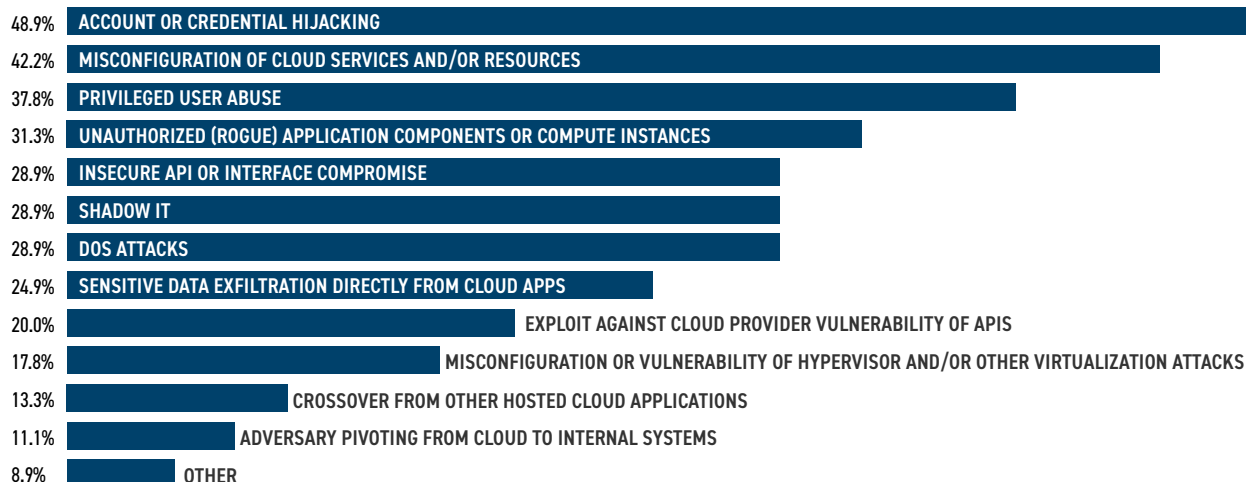 48.9% ACCOUNT OR CREDENTIAL HIJACKING
42.2% MISCONFIGURATION OF CLOUD SERVICES AND/OR RESOURCES
37.8% PRIVILEGED USER ABUSE
31.3% UNAUTHORIZED (ROGUE) APPLICATION COMPONENTS OR COMPUTE INSTANCES
28.9% INSECURE API OR INTERFACE COMPROMISE
28.9% SHADOW IT
28.9% DOS ATTACKS
24.9% SENSITIVE DATA EXFILTRATION DIRECTLY FROM CLOUD APPS
20.0% EXPLOIT AGAINST CLOUD PROVIDER VULNERABILITY OF APIS
17.8% MISCONFIGURATION OR VULNERABILITY OF HYPERVISOR AND/OR OTHER VIRTUALIZATION ATTACKS
13.3% CROSSOVER FROM OTHER HOSTED CLOUD APPLICATIONS
11.1% ADVERSARY PIVOTING FROM CLOUD TO INTERNAL SYSTEMS
8.9% OTHER